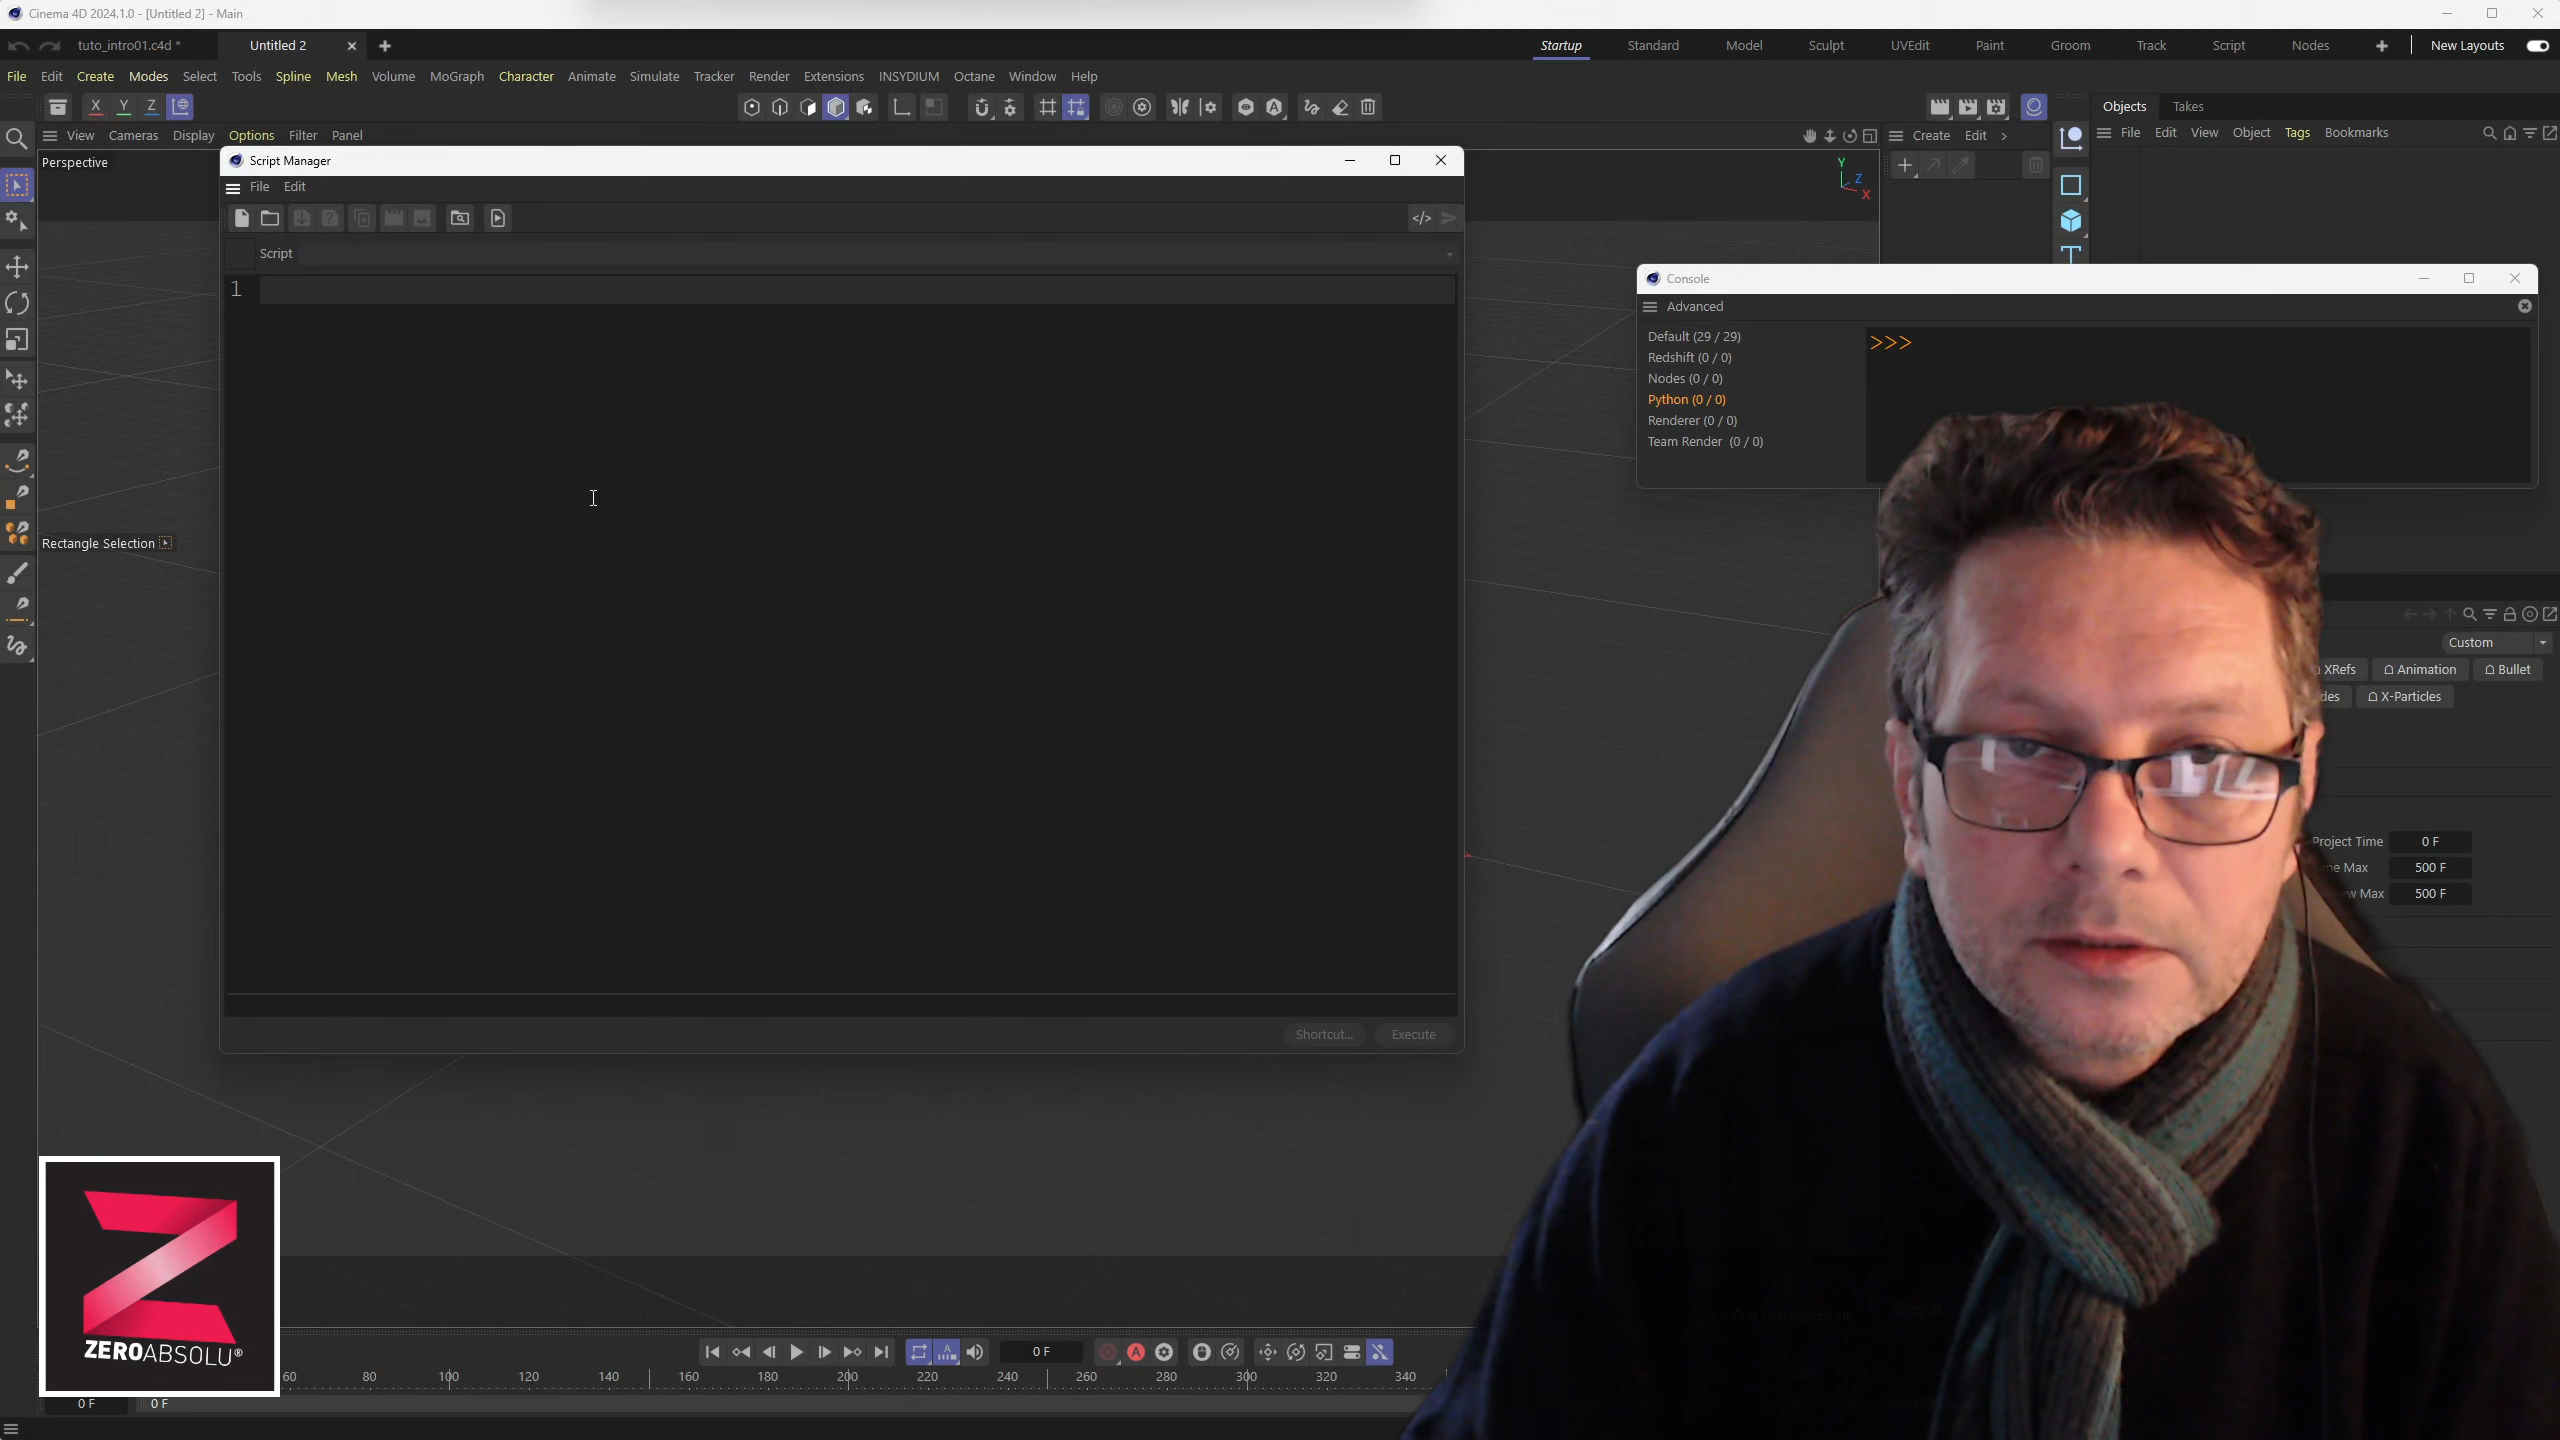 Cinema 4D 2024.1.0 - [Untitled 2] - Main
tuto_intro01.c4d *
Untitled 2
Startup
Standard
Model
Sculpt
UVEdit
Paint
Groom
Track
Script
Nodes
New Layouts
File
Edit
Create
Modes
Select
Tools
Spline
Mesh
Volume
MoGraph
Character
Animate
Simulate
Tracker
Render
Extensions
INSYDIUM
Octane
Window
Help
X
Y
Z
Objects
Takes
View
Cameras
Display
Options
Filter
Panel
Create
Edit
File
Edit
View
Object
Tags
Bookmarks
Perspective
Y
Z
X
Script Manager
File
Edit
Script
1
Console
Advanced
Default (29 / 29)
Redshift (0 / 0)
Nodes (0 / 0)
Python (0 / 0)
Renderer (0 / 0)
Team Render (0 / 0)
>>>
Rectangle Selection
Custom
XRefs
Animation
Bullet
X-Particles
Project Time
0 F
Max
500 F
Max
500 F
Shortcut...
Execute
ZEROABSOLU®
0 F
60
80
100
120
140
160
180
200
220
240
260
280
300
320
340
0 F
0 F